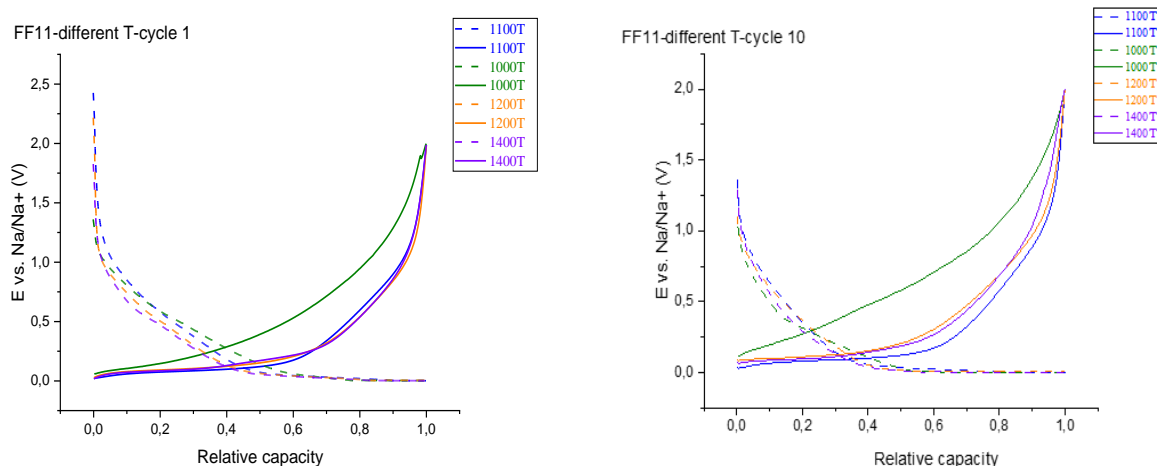 FF11-different T-cycle 1
1100T
1100T
1000T
1000T
1200T
1200T
1400T
1400T
2,5
2,0
1,5
1,0
0,5
0,0
E vs. Na/Na+ (V)
0,0 0,2 0,4 0,6 0,8 1,0
Relative capacity
FF11-different T-cycle 10
1100T
1100T
1000T
1000T
1200T
1200T
1400T
1400T
2,0
1,5
1,0
0,5
0,0
E vs. Na/Na+ (V)
0,0 0,2 0,4 0,6 0,8 1,0
Relative capacity